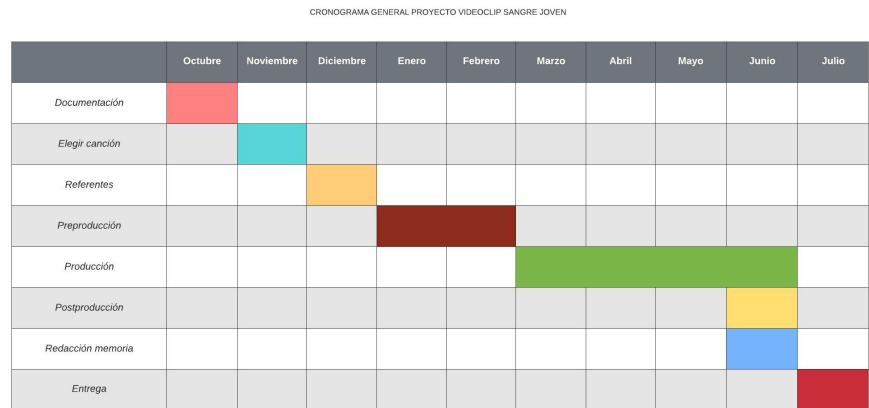 CRONOGRAMA GENERAL PROYECTO VIDEOCLIP SANGRE JOVEN
Octubre Noviembre Diciembre Enero Febrero Marzo Abril Mayo Junio Julio
Documentación
Elegir canción
Referentes
Preproducción
Producción
Postproducción
Redacción memoria
Entrega